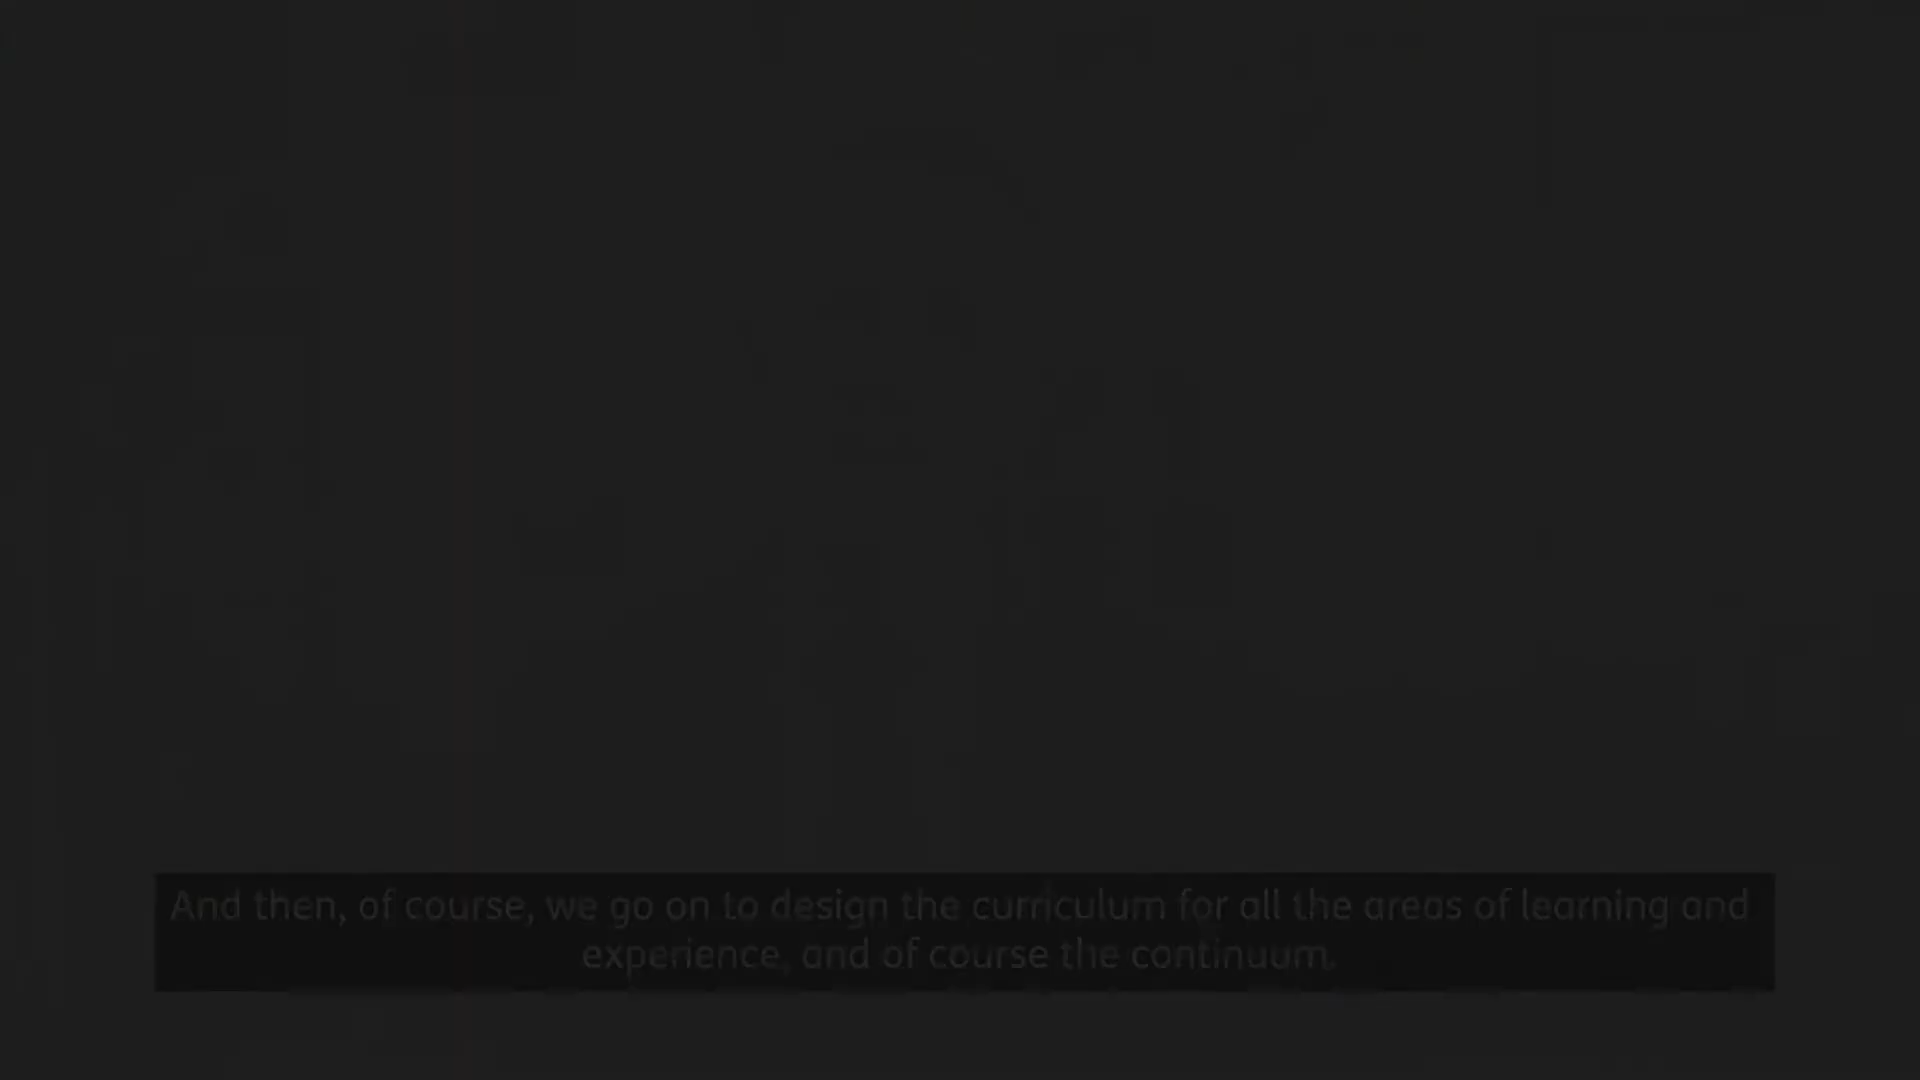 And then, of course, we go on to design the curriculum for all the areas of learning and
experience, and of course the continuum.